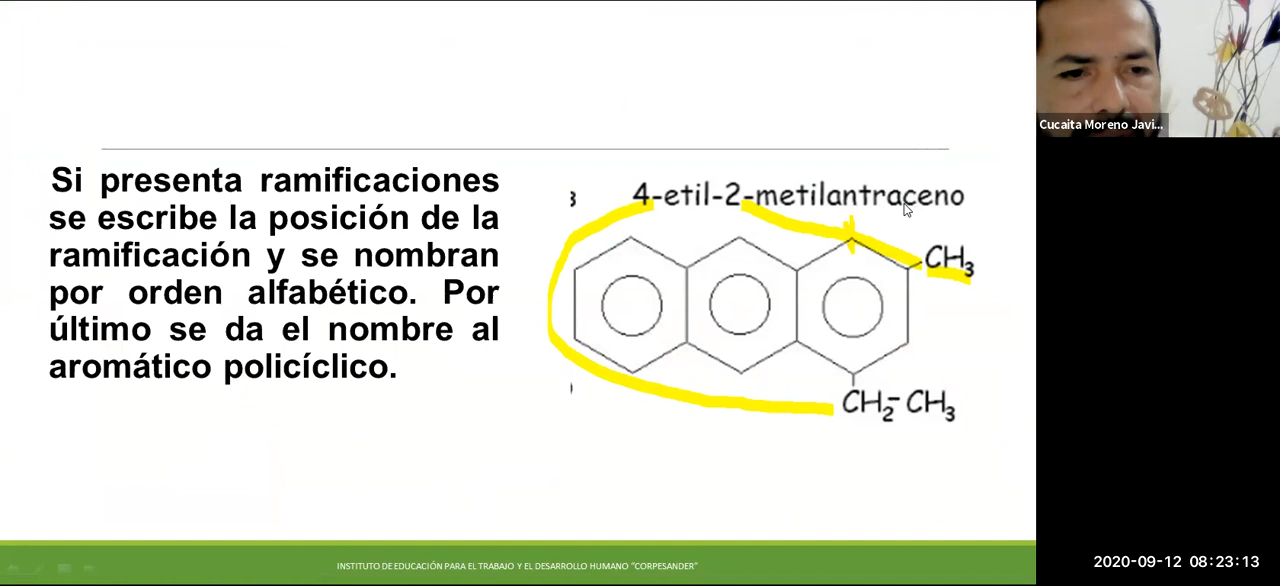 Si presenta ramificaciones
se escribe la posición de la
ramificación y se nombran
por orden alfabético. Por
último se da el nombre al
aromático policíclico.
3
4-etil-2-metilantraceno
CH3
CH2-CH3
INSTITUTO DE EDUCACIÓN PARA EL TRABAJO Y EL DESARROLLO HUMANO "CORPESANDER"
Cucaita Moreno Javi...
2020-09-12 08:23:13